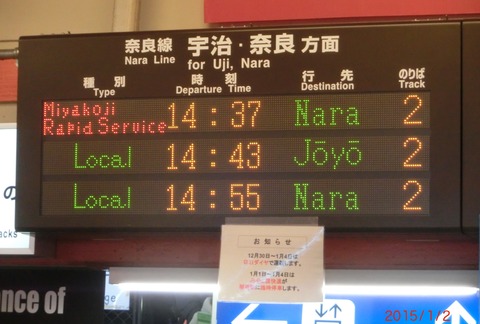 奈良線 宇治・奈良 方面
Nara Line for Uji, Nara
種別 時刻 行先 のりば
Type Departure Time Destination Track
Miyakoji Rapid Service 14:37 Nara 2
Local 14:43 Jōyō 2
Local 14:55 Nara 2
お知らせ
12月30日〜1月4日は
1月1日〜1月4日は
の
acks
ence of
2015/1/2